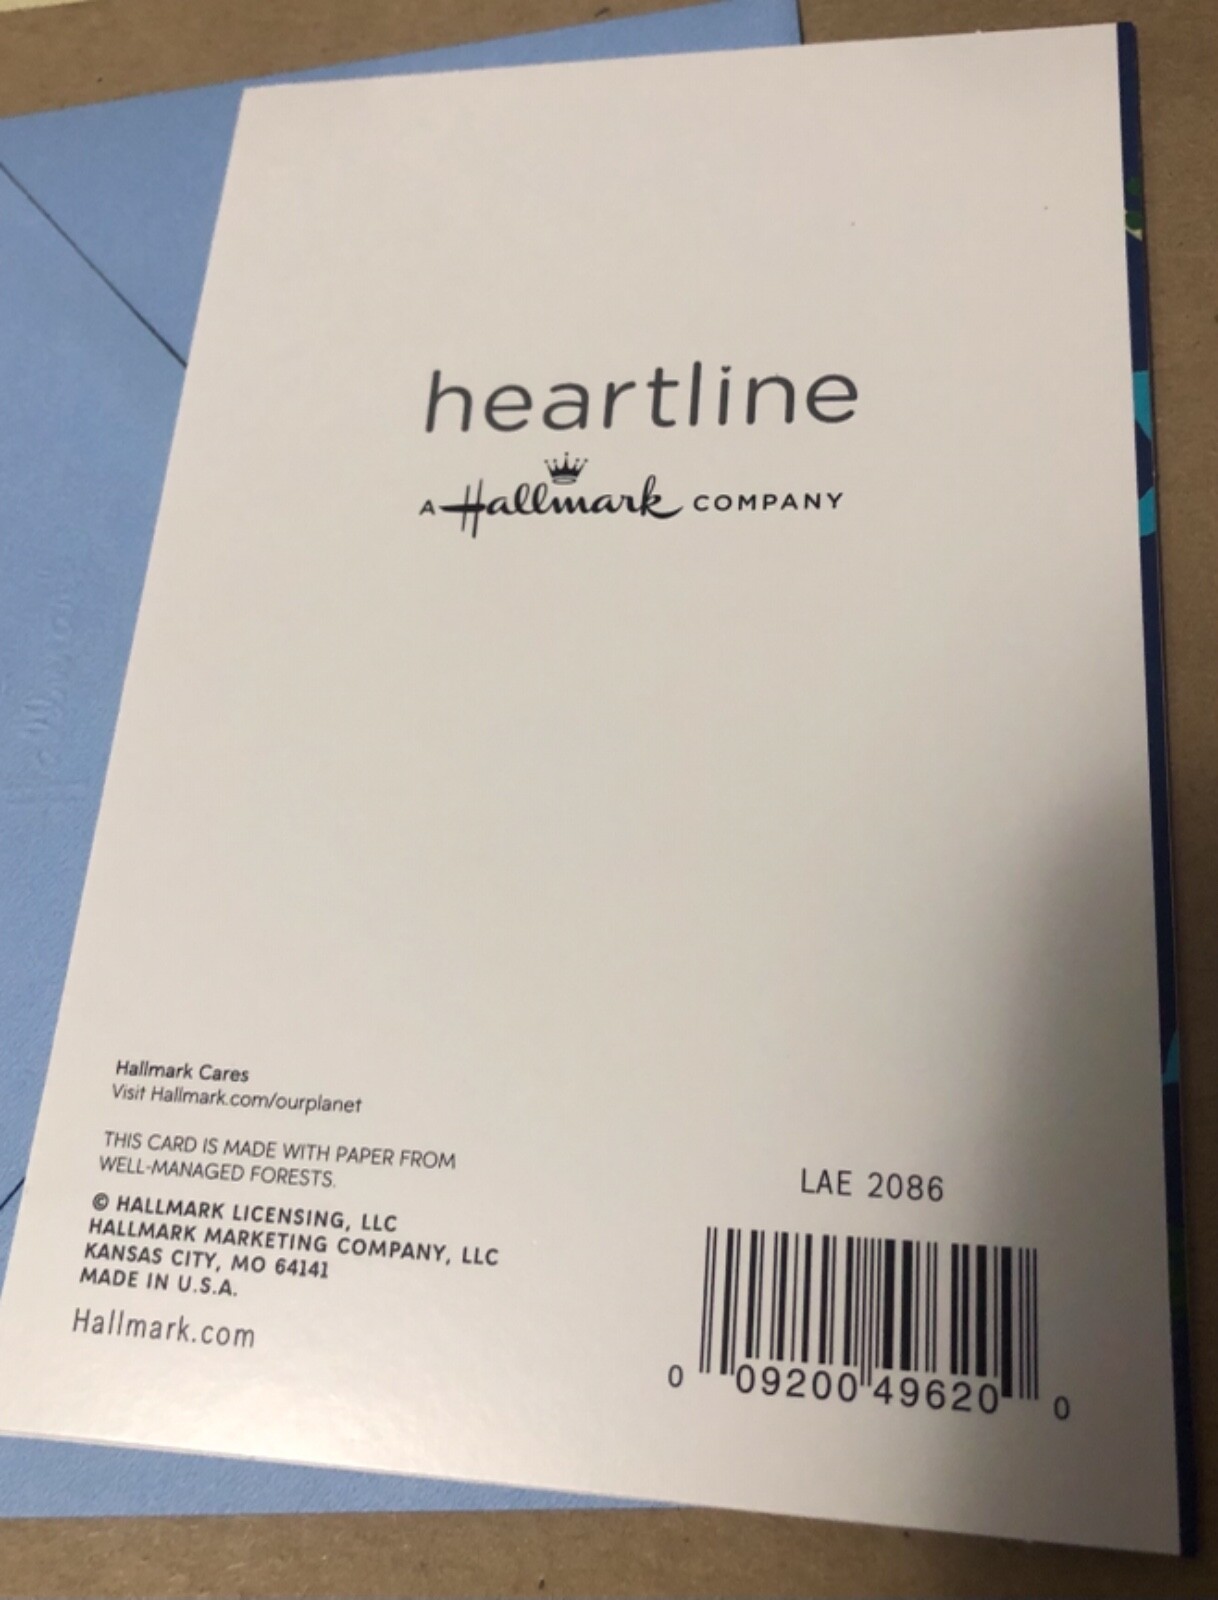 heartline
A Hallmark COMPANY
Hallmark Cares
Visit Hallmark.com/ourplanet
THIS CARD IS MADE WITH PAPER FROM
WELL-MANAGED FORESTS.
© HALLMARK LICENSING, LLC
HALLMARK MARKETING COMPANY, LLC
KANSAS CITY, MO 64141
MADE IN U.S.A.
Hallmark.com
LAE 2086
0 09200 49620 0
Hallmark